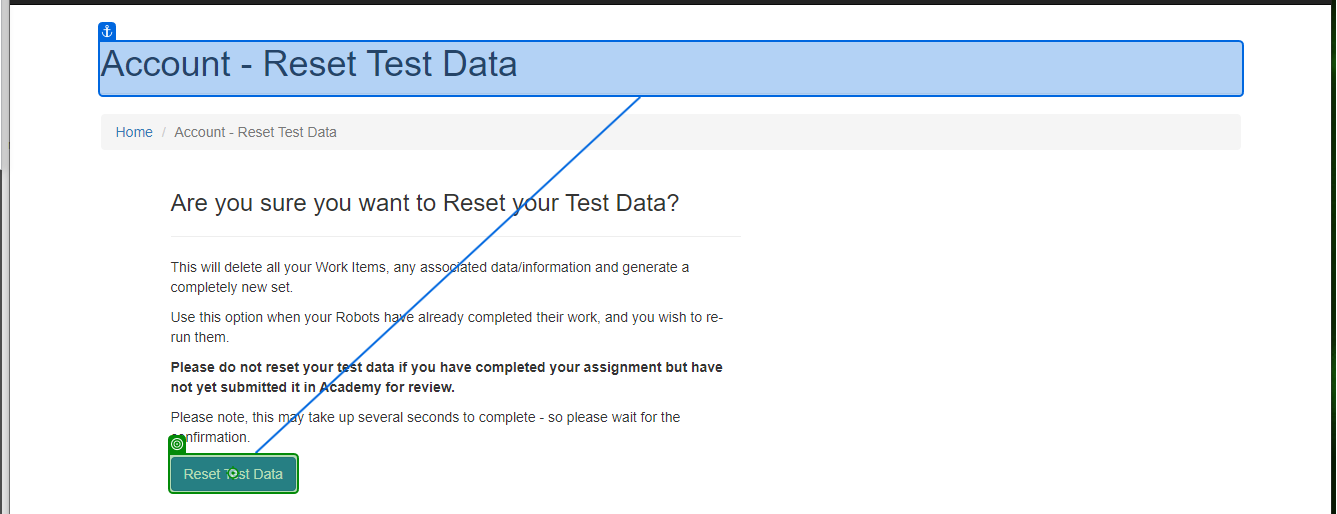 Account - Reset Test Data
Home / Account - Reset Test Data
Are you sure you want to Reset your Test Data?
This will delete all your Work Items, any associated data/information and generate a
completely new set.
Use this option when your Robots have already completed their work, and you wish to re-
run them.
Please do not reset your test data if you have completed your assignment but have
not yet submitted it in Academy for review.
Please note, this may take up several seconds to complete - so please wait for the
confirmation.
Reset Test Data